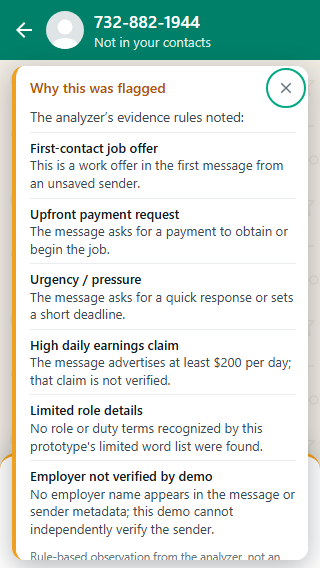 732-882-1944
Not in your contacts
Why this was flagged
The analyzer’s evidence rules noted:
First-contact job offer
This is a work offer in the first message from
an unsaved sender.
Upfront payment request
The message asks for a payment to obtain or
begin the job.
Urgency / pressure
The message asks for a quick response or sets
a short deadline.
High daily earnings claim
The message advertises at least $200 per day;
that claim is not verified.
Limited role details
No role or duty terms recognized by this
prototype's limited word list were found.
Employer not verified by demo
No employer name appears in the message or
sender metadata; this demo cannot
independently verify the sender.
Rule-based observation from the analyzer, not an